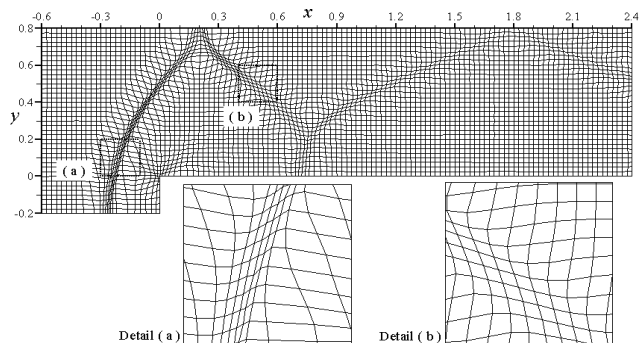 x
-0.6 -0.3 0 0.3 0.6 0.9 1.2 1.5 1.8 2.1 2.4
0.8
0.6
y
0.4
( b )
0.2
( a )
0
-0.2
Detail ( a )
Detail ( b )